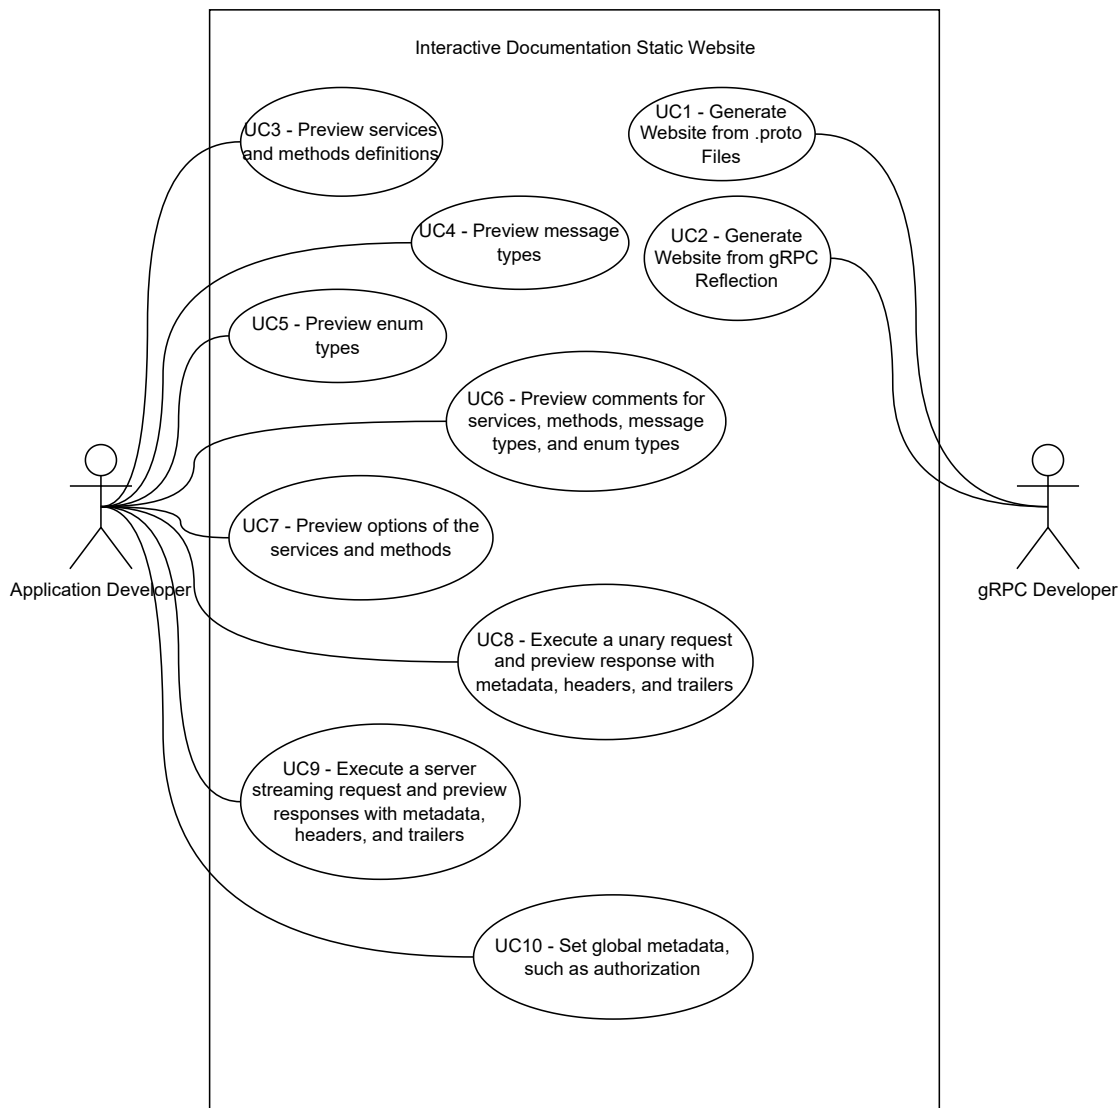 Interactive Documentation Static Website
UC3 - Preview services
and methods definitions
UC1 - Generate
Website from .proto
Files
UC4 - Preview message
types
UC2 - Generate
Website from gRPC
Reflection
UC5 - Preview enum
types
UC6 - Preview comments for
services, methods, message
types, and enum types
UC7 - Preview options of the
services and methods
Application Developer
gRPC Developer
UC8 - Execute a unary request
and preview response with
metadata, headers, and trailers
UC9 - Execute a server
streaming request and preview
responses with metadata,
headers, and trailers
UC10 - Set global metadata,
such as authorization